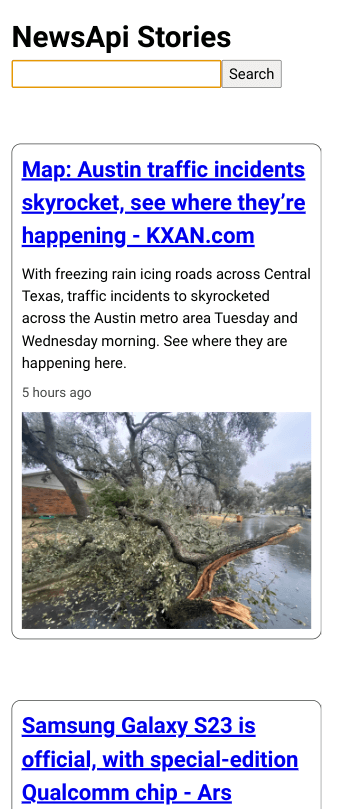 NewsApi Stories
Search
Map: Austin traffic incidents
skyrocket, see where they’re
happening - KXAN.com
With freezing rain icing roads across Central
Texas, traffic incidents to skyrocketed
across the Austin metro area Tuesday and
Wednesday morning. See where they are
happening here.
5 hours ago
Samsung Galaxy S23 is
official, with special-edition
Qualcomm chip - Ars